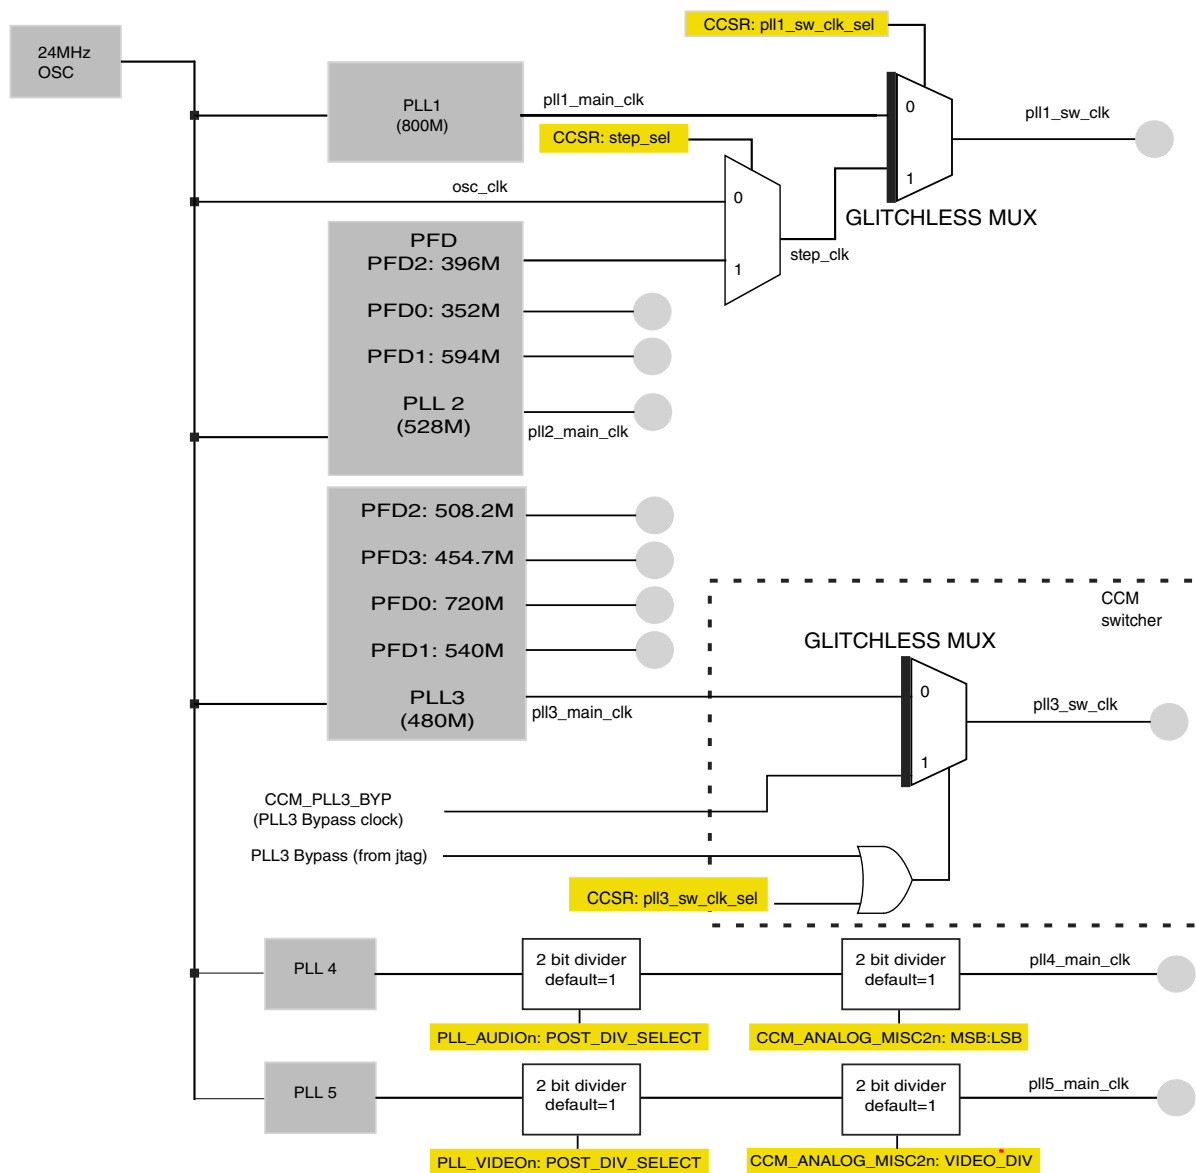 CCSR: pll1_sw_clk_sel
24MHz
OSC
PLL1
(800M)
pll1_main_clk
0
pll1_sw_clk
CCSR: step_sel
1
osc_clk
0
GLITCHLESS MUX
PFD
PFD2: 396M
1
step_clk
PFD0: 352M
PFD1: 594M
PLL 2
(528M)
pll2_main_clk
PFD2: 508.2M
PFD3: 454.7M
PFD0: 720M
PFD1: 540M
PLL3
(480M)
pll3_main_clk
CCM
switcher
GLITCHLESS MUX
0
pll3_sw_clk
1
CCM_PLL3_BYP
(PLL3 Bypass clock)
PLL3 Bypass (from jtag)
CCSR: pll3_sw_clk_sel
PLL 4
2 bit divider
default=1
2 bit divider
default=1
pll4_main_clk
PLL_AUDIOn: POST_DIV_SELECT
CCM_ANALOG_MISC2n: MSB:LSB
PLL 5
2 bit divider
default=1
2 bit divider
default=1
pll5_main_clk
PLL_VIDEOn: POST_DIV_SELECT
CCM_ANALOG_MISC2n: VIDEO_DIV